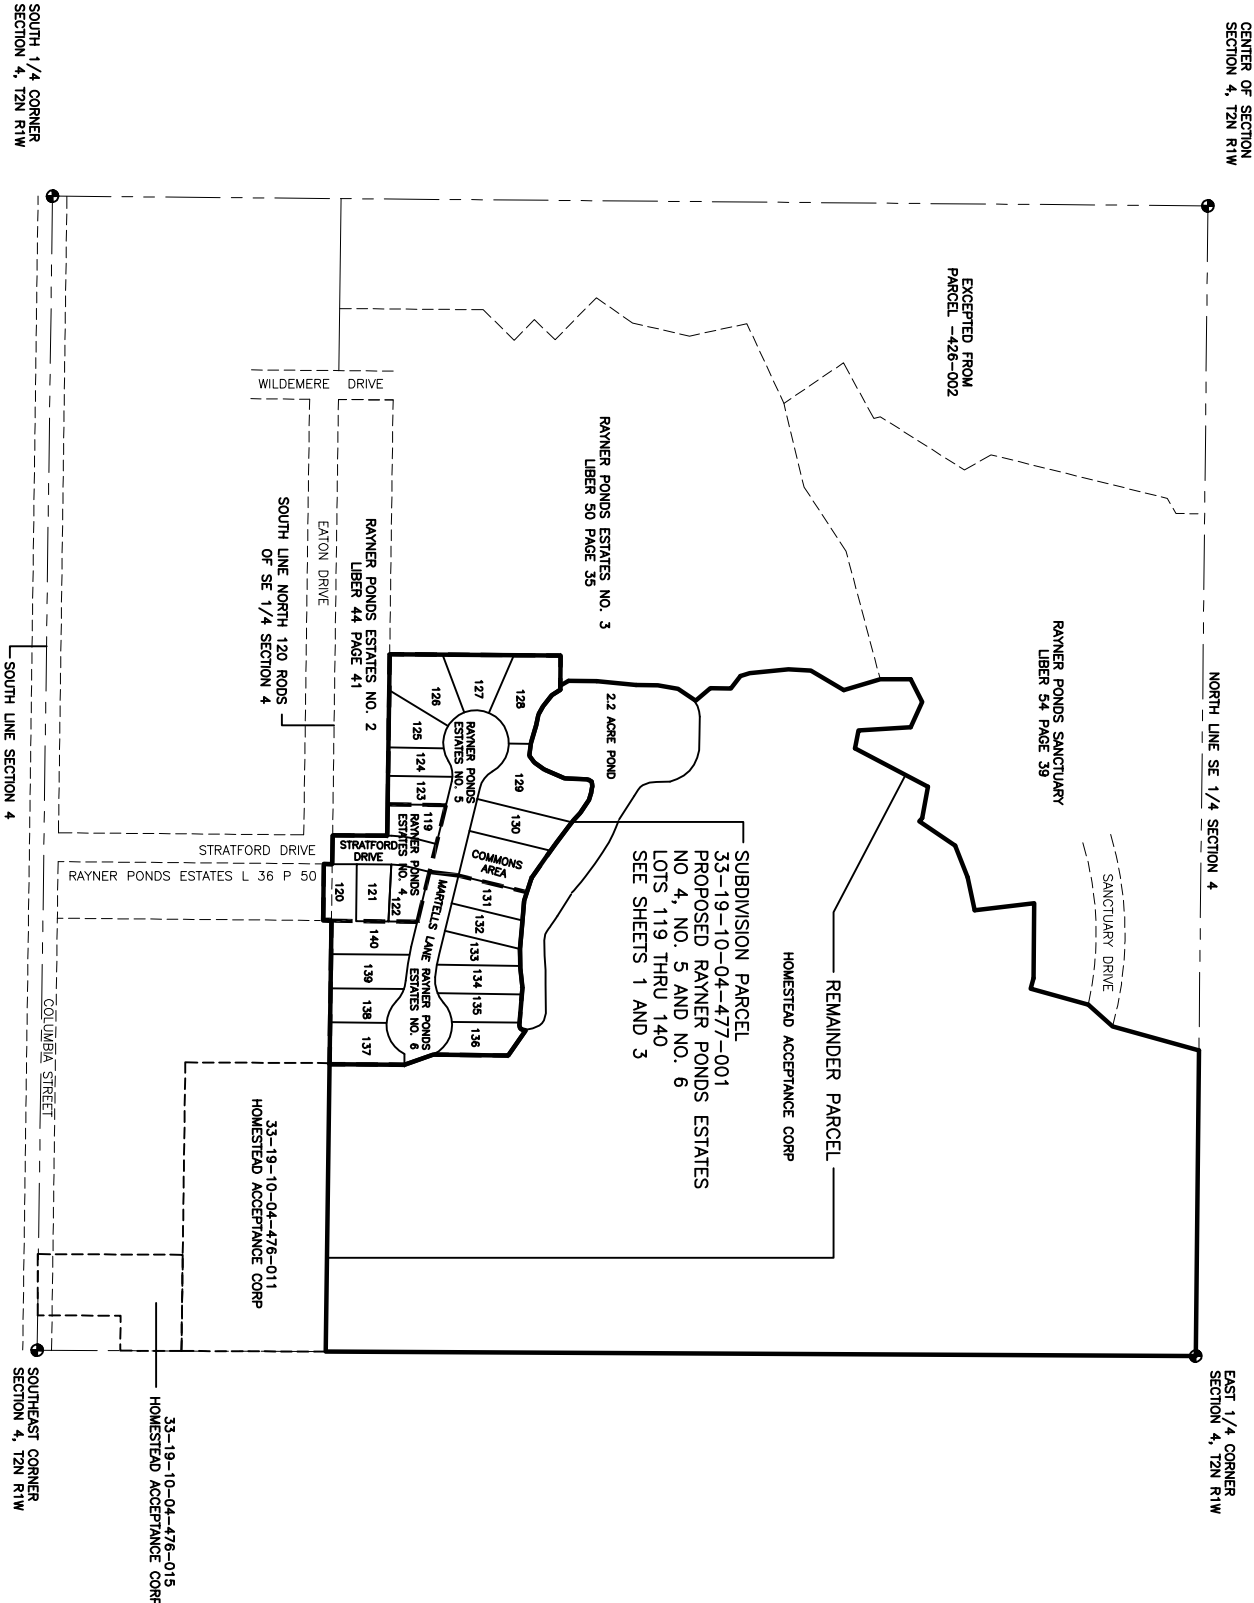 CENTER OF SECTION
SECTION 4, T2N R1W
NORTH LINE SE 1/4 SECTION 4
EAST 1/4 CORNER
SECTION 4, T2N R1W
EXCEPTED FROM
PARCEL -426-002
RAYNER PONDS SANCTUARY
LIBER 54 PAGE 39
SANCTUARY DRIVE
RAYNER PONDS ESTATES NO. 3
LIBER 50 PAGE 35
REMAINDER PARCEL
HOMESTEAD ACCEPTANCE CORP
SUBDIVISION PARCEL
33-19-10-04-477-001
PROPOSED RAYNER PONDS ESTATES
NO 4, NO. 5 AND NO. 6
LOTS 119 THRU 140
SEE SHEETS 1 AND 3
2.2 ACRE POND
128
127
126
125
124
123
129
130
COMMONS
AREA
RAYNER PONDS
ESTATES NO. 5
119
RAYNER PONDS
ESTATES NO. 4
STRATFORD
DRIVE
120
121
122
MARTELLS LANE
RAYNER PONDS
ESTATES NO. 6
131
132
133
134
135
136
140
139
138
137
WILDEMERE DRIVE
RAYNER PONDS ESTATES NO. 2
LIBER 44 PAGE 41
EATON DRIVE
SOUTH LINE NORTH 120 RODS
OF SE 1/4 SECTION 4
STRATFORD DRIVE
RAYNER PONDS ESTATES L 36 P 50
COLUMBIA STREET
33-19-10-04-476-011
HOMESTEAD ACCEPTANCE CORP
33-19-10-04-476-015
HOMESTEAD ACCEPTANCE CORP
SOUTH 1/4 CORNER
SECTION 4, T2N R1W
SOUTH LINE SECTION 4
SOUTHEAST CORNER
SECTION 4, T2N R1W